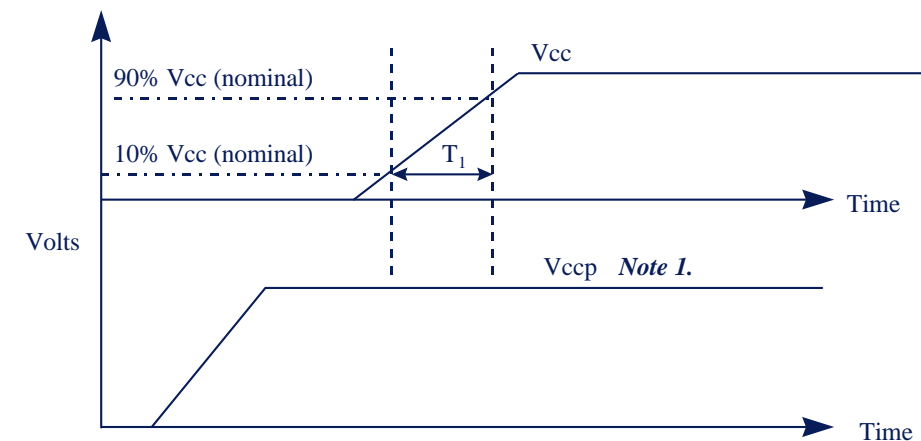 Vcc
90% Vcc (nominal)
10% Vcc (nominal)
T1
Time
Volts
Vccp Note 1.
Time